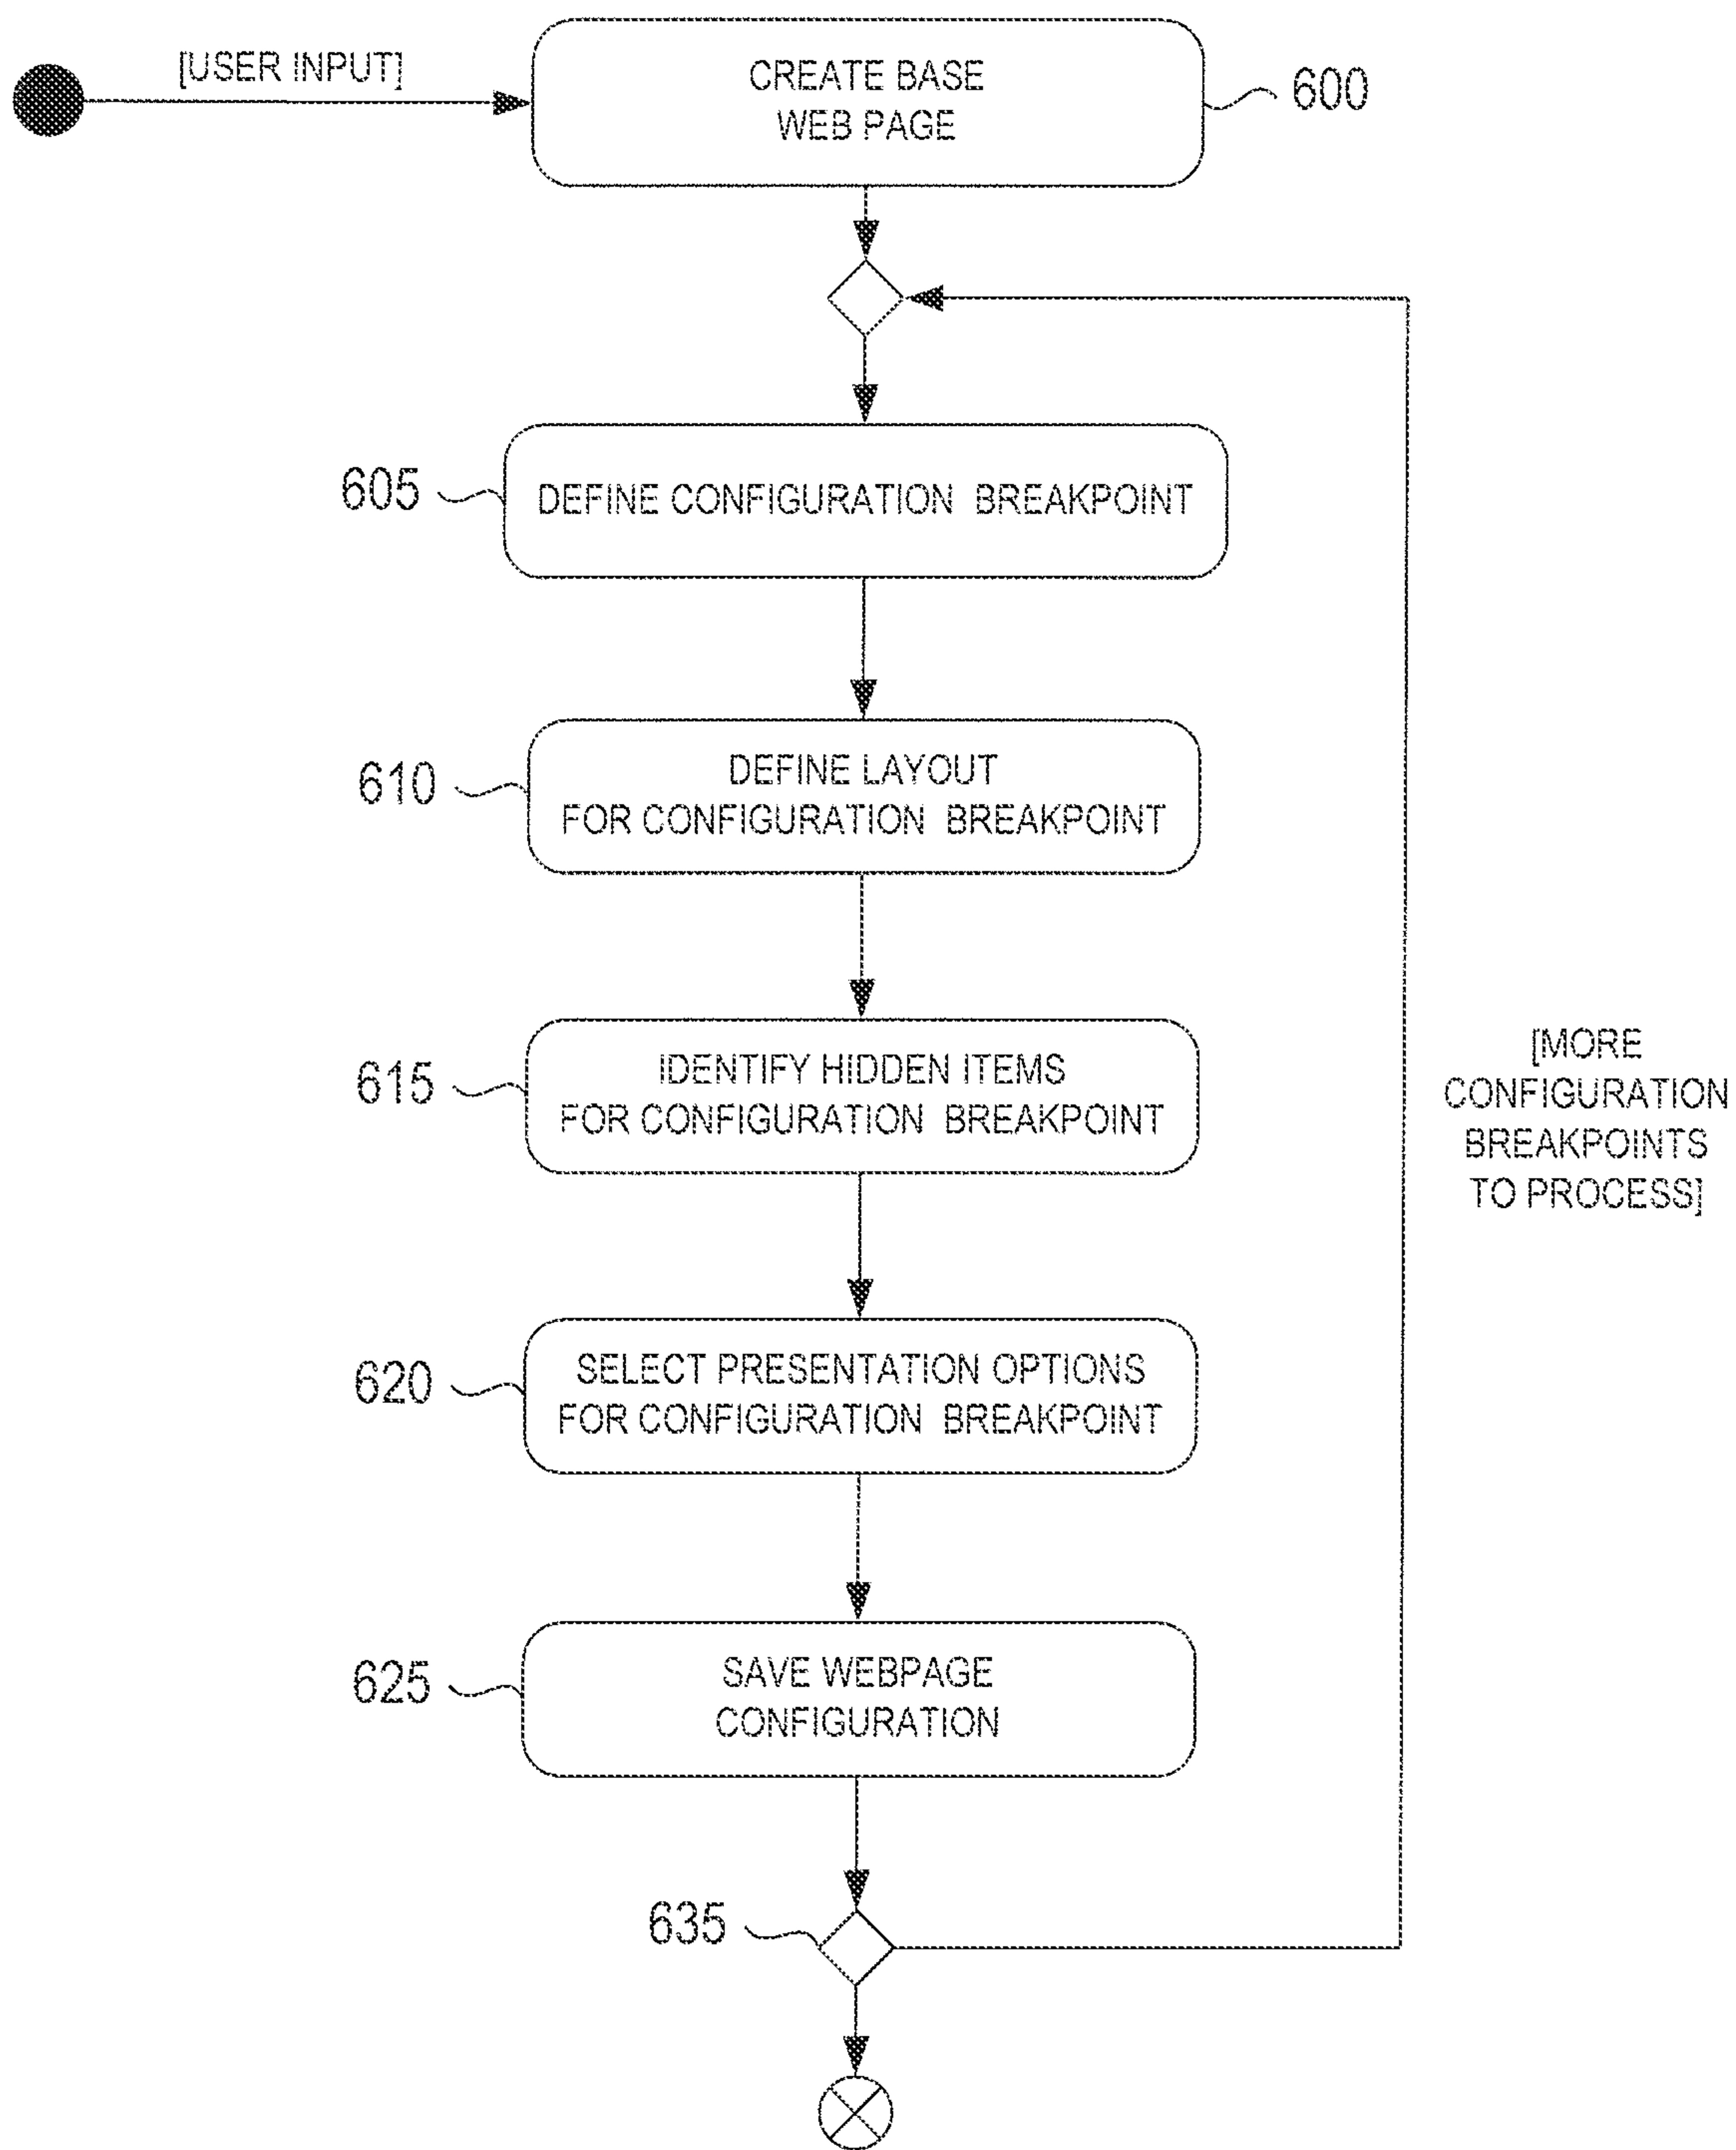 [USER INPUT]
CREATE BASE
WEB PAGE
600
605
DEFINE CONFIGURATION BREAKPOINT
610
DEFINE LAYOUT
FOR CONFIGURATION BREAKPOINT
615
IDENTIFY HIDDEN ITEMS
FOR CONFIGURATION BREAKPOINT
[MORE
CONFIGURATION
BREAKPOINTS
TO PROCESS]
620
SELECT PRESENTATION OPTIONS
FOR CONFIGURATION BREAKPOINT
625
SAVE WEBPAGE
CONFIGURATION
635